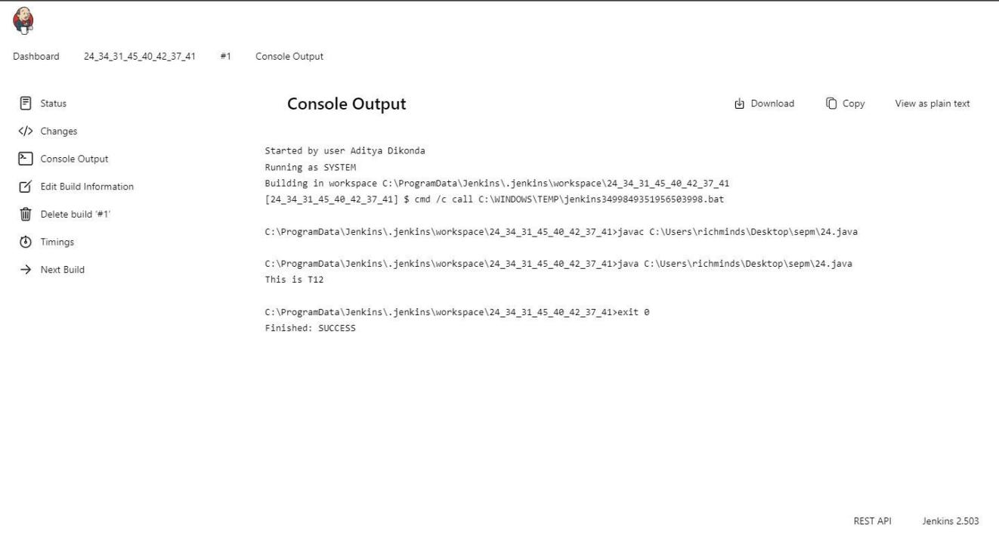 Dashboard 24_34_31_45_40_42_37_41 #1 Console Output
Status
Changes
Console Output
Edit Build Information
Delete build ‘#1’
Timings
Next Build
Console Output
Download Copy View as plain text
Started by user Aditya Dikonda
Running as SYSTEM
Building in workspace C:\ProgramData\Jenkins\.jenkins\workspace\24_34_31_45_40_42_37_41
[24_34_31_45_40_42_37_41] $ cmd /c call C:\WINDOWS\TEMP\jenkins3499849351956503998.bat
C:\ProgramData\Jenkins\.jenkins\workspace\24_34_31_45_40_42_37_41>javac C:\Users\richminds\Desktop\sepm\24.java
C:\ProgramData\Jenkins\.jenkins\workspace\24_34_31_45_40_42_37_41>java C:\Users\richminds\Desktop\sepm\24.java
This is T12
C:\ProgramData\Jenkins\.jenkins\workspace\24_34_31_45_40_42_37_41>exit 0
Finished: SUCCESS
REST API Jenkins 2.503